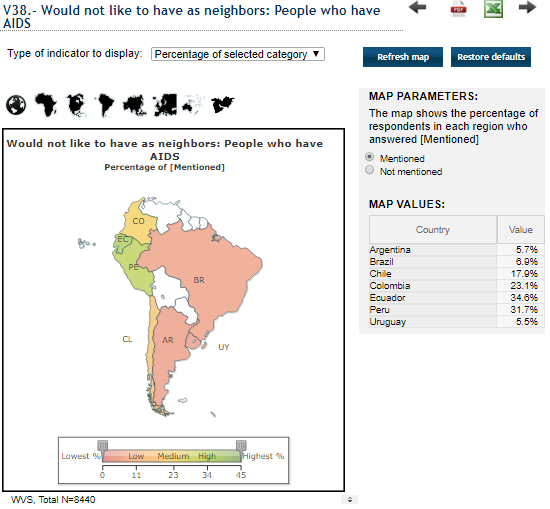 V38.- Would not like to have as neighbors: People who have
AIDS
PDF
Type of indicator to display: Percentage of selected category ▼
Refresh map
Restore defaults
Would not like to have as neighbors: People who have
AIDS
Percentage of [Mentioned]
CO
EC
PE
BR
CL
AR
UY
Lowest %
Low
Medium
High
Highest %
0 11 23 34 45
WVS, Total N=8440
MAP PARAMETERS:
The map shows the percentage of
respondents in each region who
answered [Mentioned]
Mentioned
Not mentioned
MAP VALUES:
Country Value
Argentina 5.7%
Brazil 6.9%
Chile 17.9%
Colombia 23.1%
Ecuador 34.6%
Peru 31.7%
Uruguay 5.5%